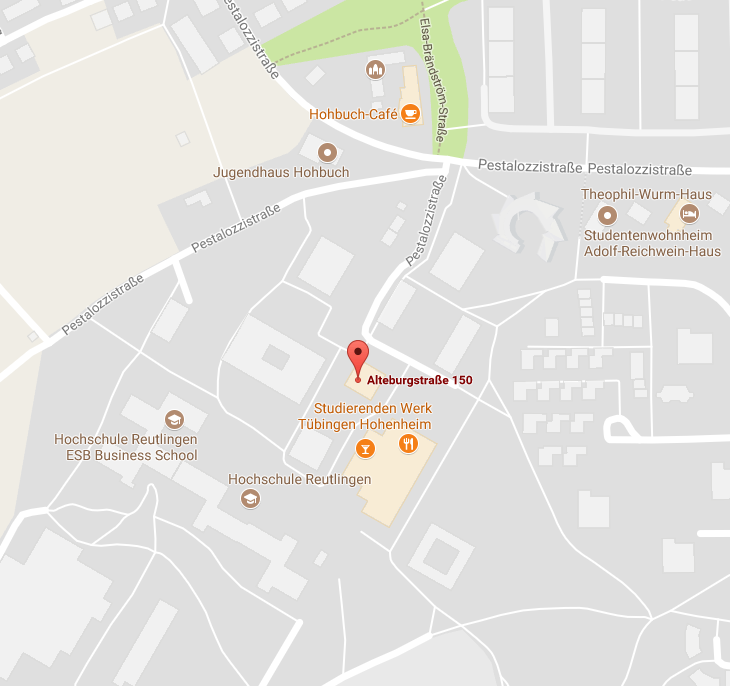 Pestalozzistraße
Elsa-Brändström-Straße
Hohbuch-Café
Jugendhaus Hohbuch
Pestalozzistraße
Pestalozzistraße
Pestalozzistraße
Pestalozzistraße
Pestalozzistraße
Theophil-Wurm-Haus
Studentenwohnheim
Adolf-Reichwein-Haus
Alteburgstraße 150
Studierenden Werk
Tübingen Hohenheim
Hochschule Reutlingen
ESB Business School
Hochschule Reutlingen